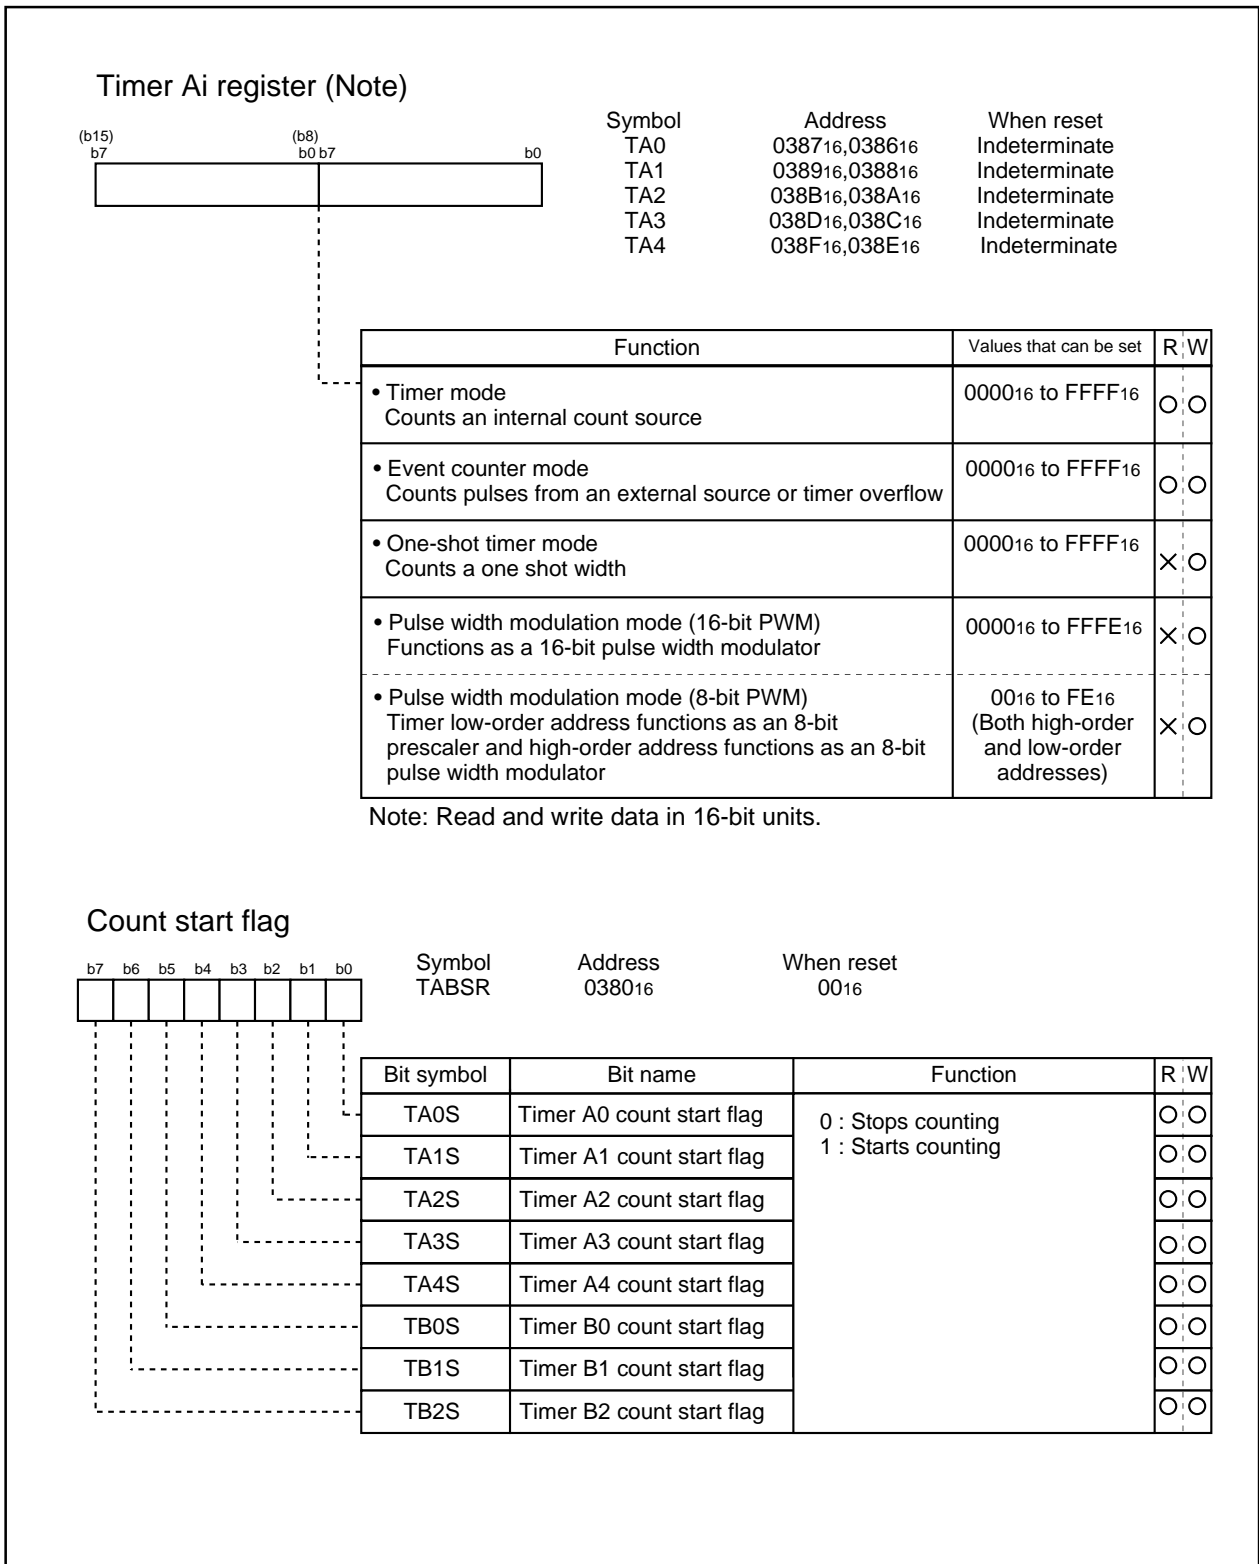 Timer Ai register (Note)
(b15) (b8)
b7 b0 b7 b0
Symbol Address When reset
TA0 038716,038616 Indeterminate
TA1 038916,038816 Indeterminate
TA2 038B16,038A16 Indeterminate
TA3 038D16,038C16 Indeterminate
TA4 038F16,038E16 Indeterminate
Function Values that can be set R W
• Timer mode 000016 to FFFF16
Counts an internal count source
• Event counter mode 000016 to FFFF16
Counts pulses from an external source or timer overflow
• One-shot timer mode 000016 to FFFF16
Counts a one shot width
• Pulse width modulation mode (16-bit PWM) 000016 to FFFE16
Functions as a 16-bit pulse width modulator
• Pulse width modulation mode (8-bit PWM) 0016 to FE16
Timer low-order address functions as an 8-bit (Both high-order
prescaler and high-order address functions as an 8-bit and low-order
pulse width modulator addresses)
Note: Read and write data in 16-bit units.
Count start flag
b7 b6 b5 b4 b3 b2 b1 b0
Symbol Address When reset
TABSR 038016 0016
Bit symbol Bit name Function R W
TA0S Timer A0 count start flag 0 : Stops counting
TA1S Timer A1 count start flag 1 : Starts counting
TA2S Timer A2 count start flag
TA3S Timer A3 count start flag
TA4S Timer A4 count start flag
TB0S Timer B0 count start flag
TB1S Timer B1 count start flag
TB2S Timer B2 count start flag